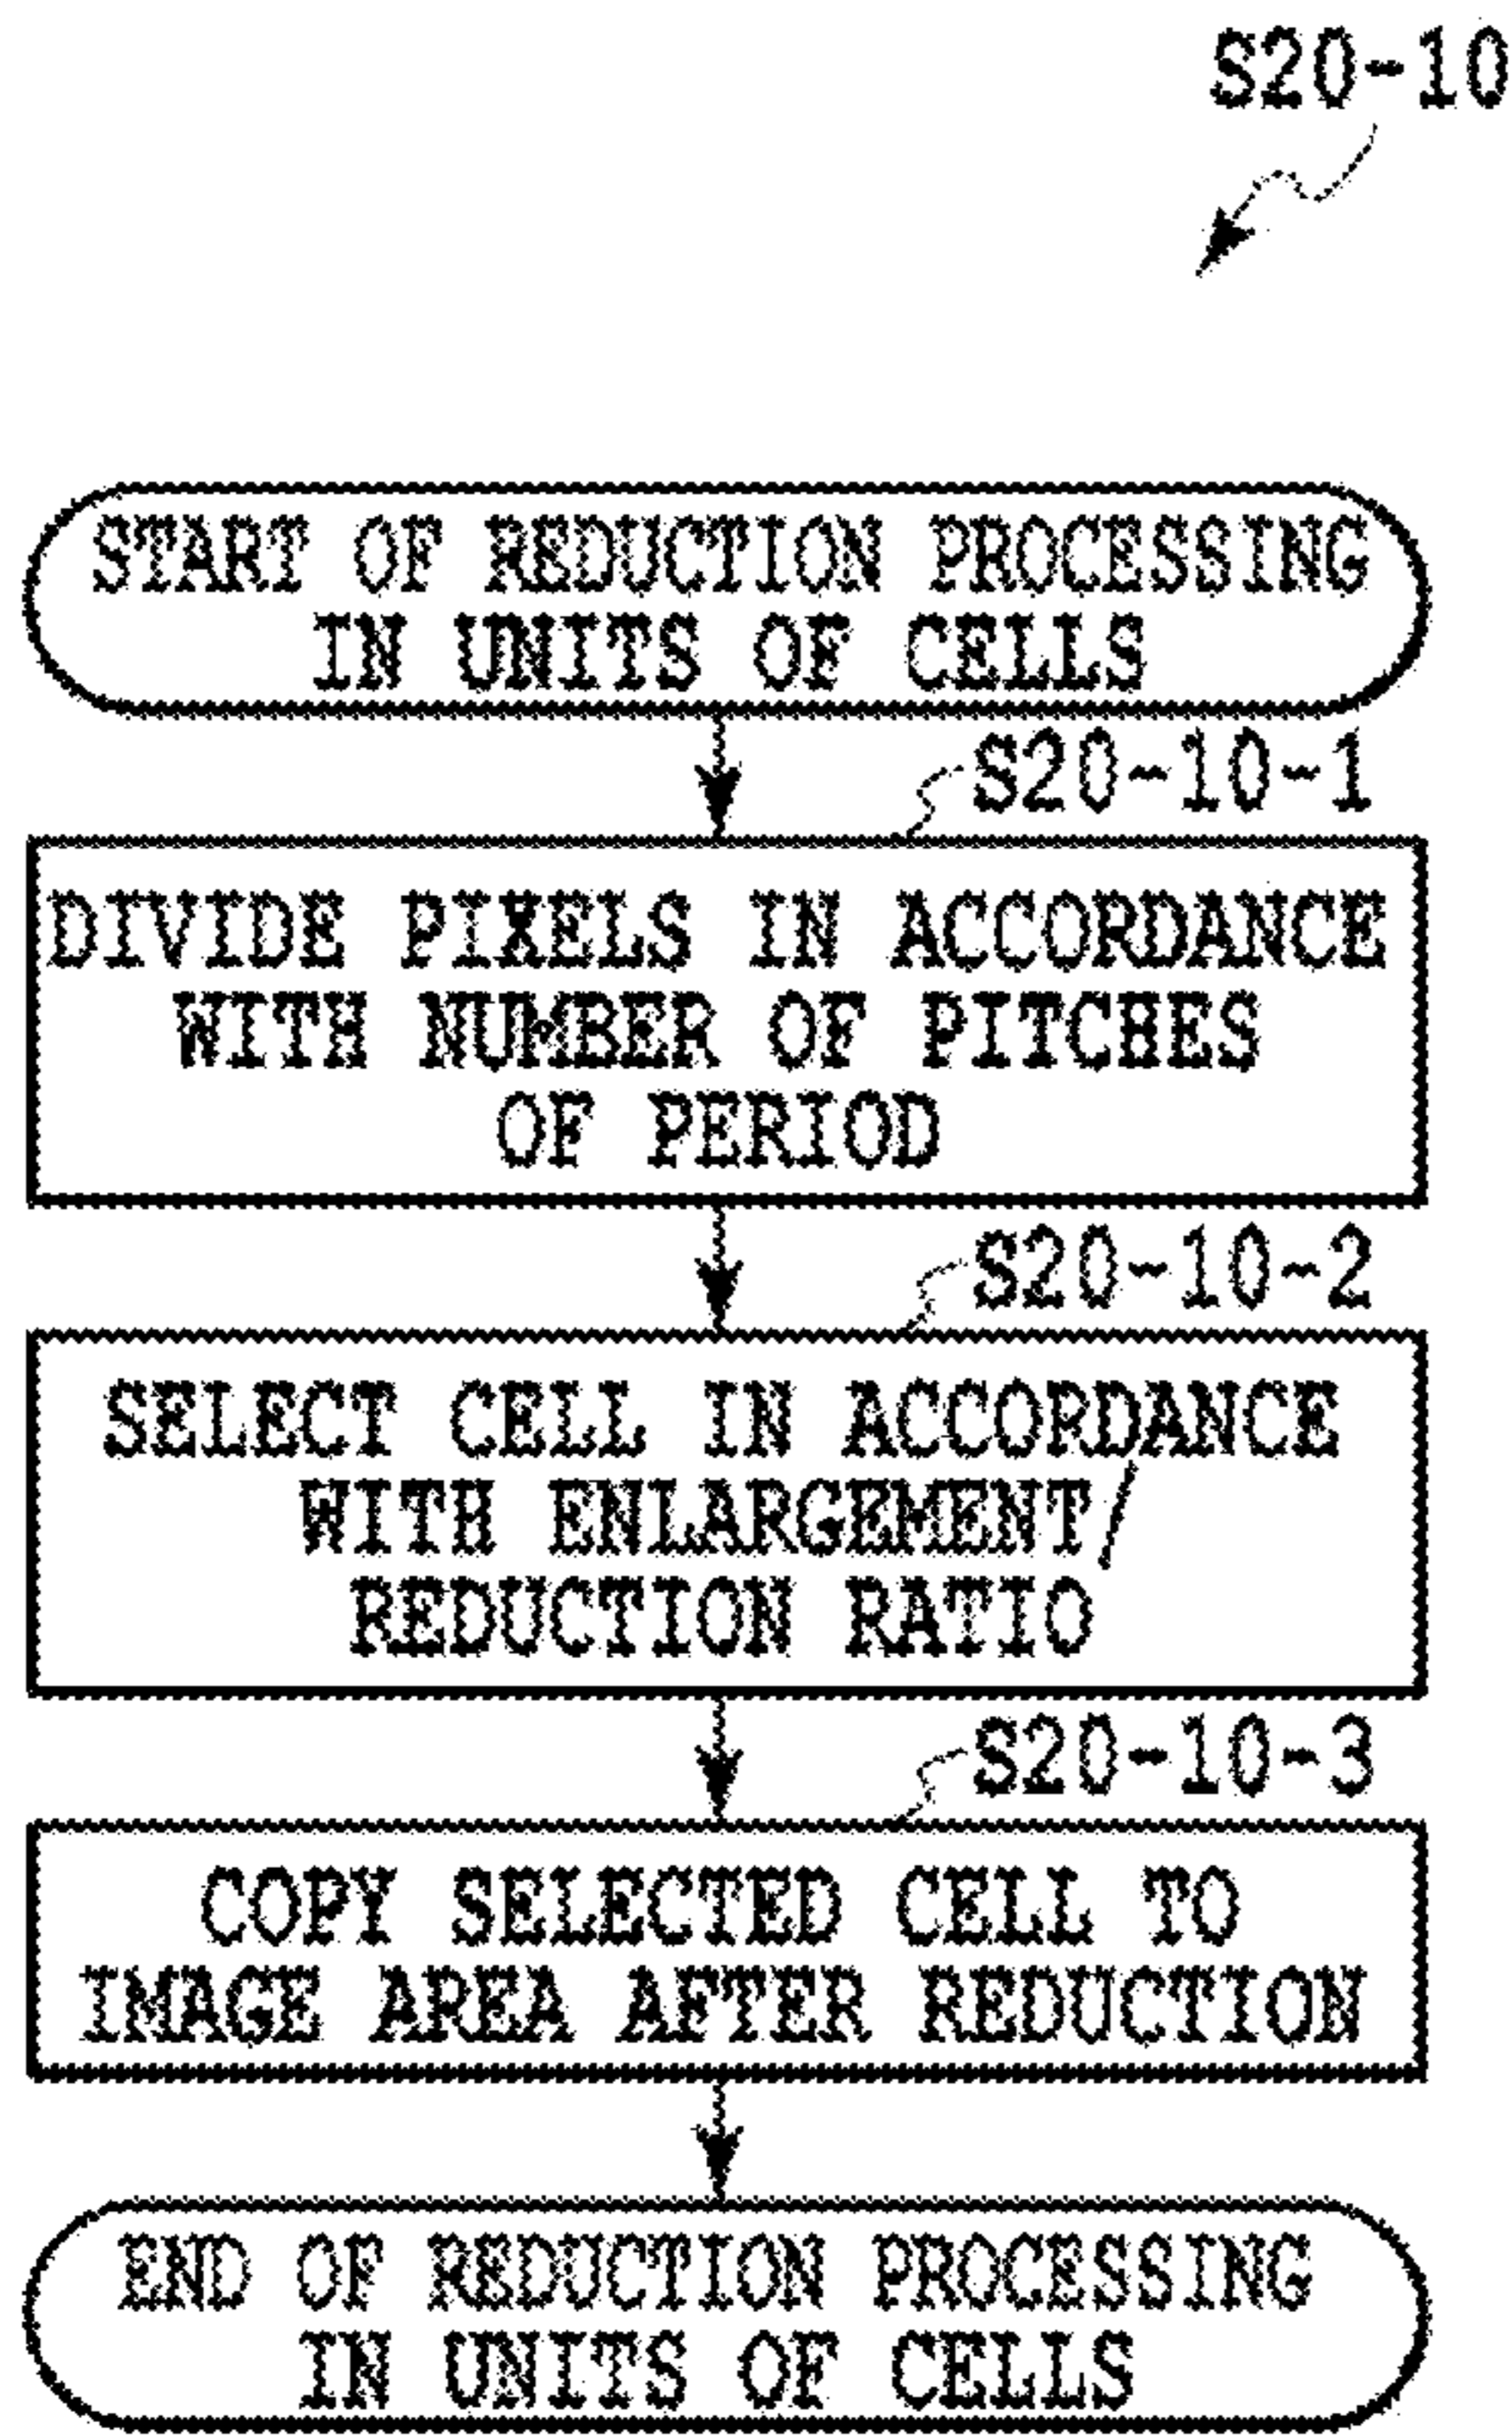 S20-10
START OF REDUCTION PROCESSING
IN UNITS OF CELLS
S20-10-1
DIVIDE PIXELS IN ACCORDANCE
WITH NUMBER OF PITCHES
OF PERIOD
S20-10-2
SELECT CELL IN ACCORDANCE
WITH ENLARGEMENT/
REDUCTION RATIO
S20-10-3
COPY SELECTED CELL TO
IMAGE AREA AFTER REDUCTION
END OF REDUCTION PROCESSING
IN UNITS OF CELLS